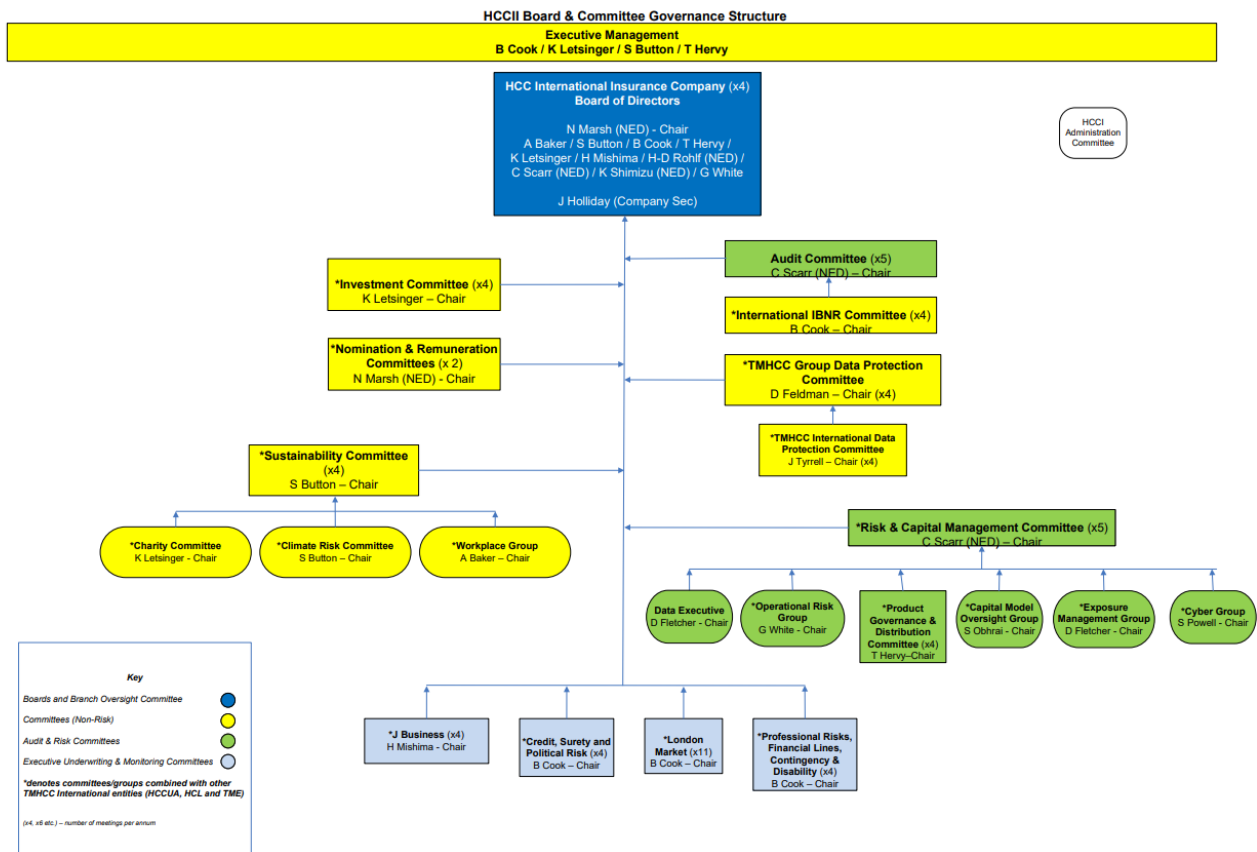 HCCII Board & Committee Governance Structure
Executive Management
B Cook / K Letsinger / S Button / T Hervy
HCC International Insurance Company (x4)
Board of Directors
N Marsh (NED) - Chair
A Baker / S Button / B Cook / T Hervy /
K Letsinger / H Mishima / H-D Rohlf (NED) /
C Scarr (NED) / K Shimizu (NED) / G White
J Holliday (Company Sec)
HCCI
Administration
Committee
Audit Committee (x5)
C Scarr (NED) – Chair
*Investment Committee (x4)
K Letsinger – Chair
*International IBNR Committee (x4)
B Cook – Chair
*Nomination & Remuneration
Committees (x 2)
N Marsh (NED) - Chair
*TMHCC Group Data Protection
Committee
D Feldman – Chair (x4)
*TMHCC International Data
Protection Committee
J Tyrrell – Chair (x4)
*Sustainability Committee
(x4)
S Button – Chair
*Risk & Capital Management Committee (x5)
C Scarr (NED) – Chair
*Charity Committee
K Letsinger - Chair
*Climate Risk Committee
S Button – Chair
*Workplace Group
A Baker – Chair
Data Executive
D Fletcher - Chair
*Operational Risk
Group
G White - Chair
*Product
Governance &
Distribution
Committee (x4)
T Hervy–Chair
*Capital Model
Oversight Group
S Obhrai - Chair
*Exposure
Management Group
D Fletcher - Chair
*Cyber Group
S Powell - Chair
Key
Boards and Branch Oversight Committee
Committees (Non-Risk)
Audit & Risk Committees
Executive Underwriting & Monitoring Committees
*denotes committees/groups combined with other
TMHCC International entities (HCCUA, HCL and TME)
(x4, x6 etc.) – number of meetings per annum
*J Business (x4)
H Mishima - Chair
*Credit, Surety and
Political Risk (x4)
B Cook – Chair
*London
Market (x11)
B Cook – Chair
*Professional Risks,
Financial Lines,
Contingency &
Disability (x4)
B Cook – Chair